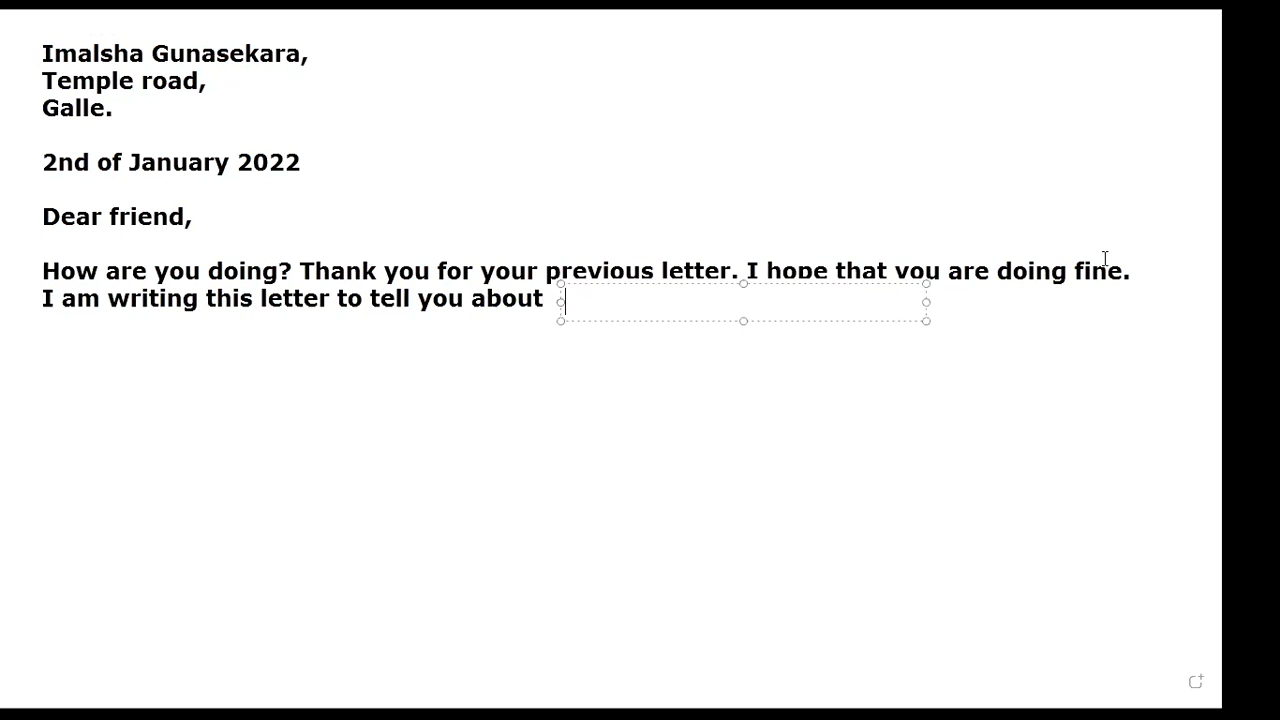 Imalsha Gunasekara,
Temple road,
Galle.
2nd of January 2022
Dear friend,
How are you doing? Thank you for your previous letter. I hope that you are doing fine.
I am writing this letter to tell you about